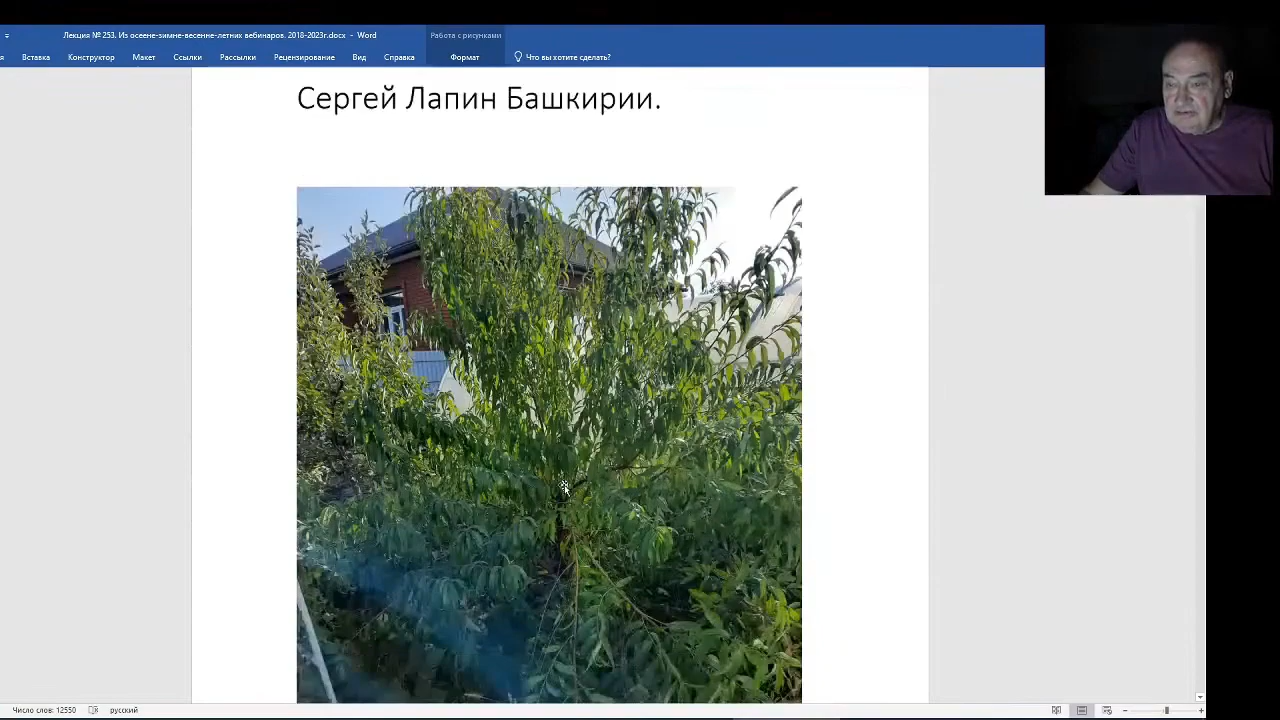 Лекция № 253. Из осеене-зимне-весенне-летних вебинаров. 2018-2023г.docx - Word
Работа с рисунками
я Вставка Конструктор Макет Ссылки Рассылки Рецензирование Вид Справка Формат Что вы хотите сделать?
Сергей Лапин Башкирии.
Число слов: 12550 русский